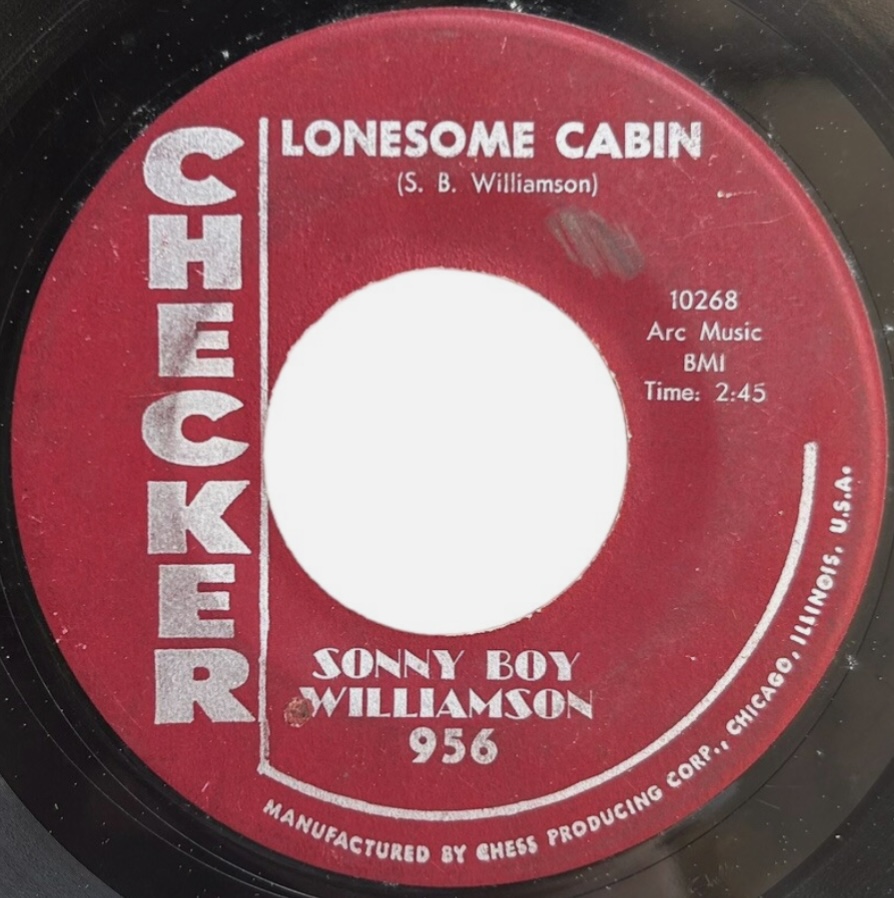 CHECKER
LONESOME CABIN
(S. B. Williamson)
10268
Arc Music
BMI
Time: 2:45
SONNY BOY
WILLIAMSON
956
MANUFACTURED BY CHESS PRODUCING CORP., CHICAGO, ILLINOIS, U.S.A.